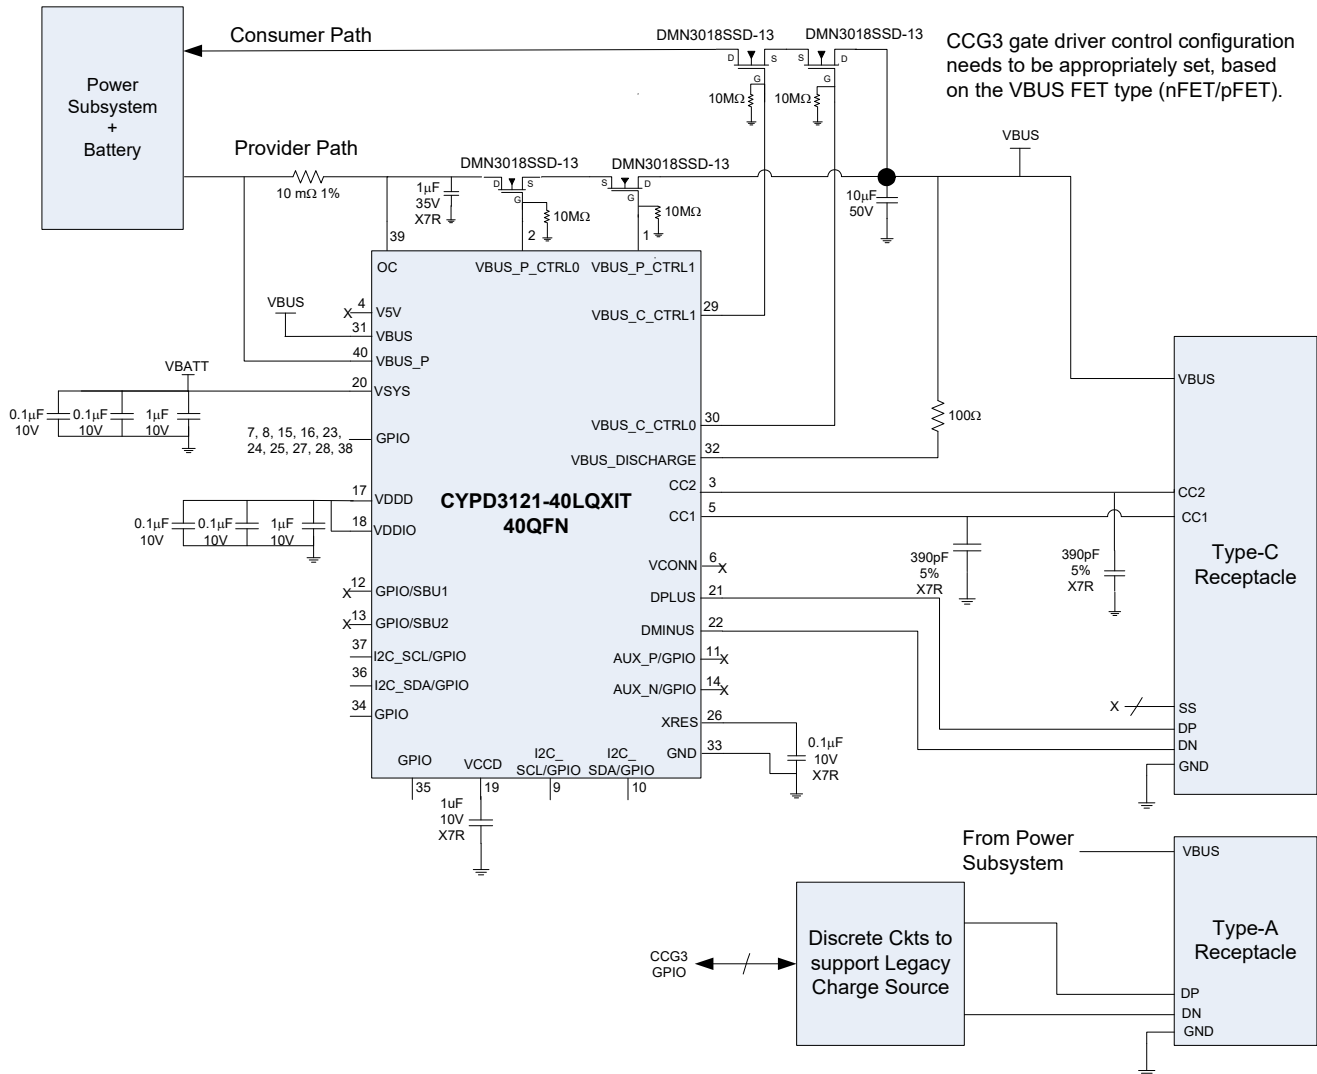 Consumer Path
DMN3018SSD-13
DMN3018SSD-13
CCG3 gate driver control configuration
needs to be appropriately set, based
on the VBUS FET type (nFET/pFET).
D
S
S
D
G
G
10MΩ
10MΩ
Power
Subsystem
+
Battery
VBUS
Provider Path
DMN3018SSD-13
DMN3018SSD-13
10 mΩ 1%
1µF
35V
X7R
D
S
S
D
G
G
10MΩ
10MΩ
10µF
50V
39
2
1
OC
VBUS_P_CTRL0
VBUS_P_CTRL1
VBUS
X
4
V5V
31
VBUS
40
VBUS_P
VBUS_C_CTRL1
29
VBATT
20
VSYS
0.1µF
10V
0.1µF
10V
1µF
10V
7, 8, 15, 16, 23,
24, 25, 27, 28, 38
GPIO
VBUS_C_CTRL0
30
100Ω
VBUS_DISCHARGE
32
VBUS
17
VDDD
18
VDDIO
0.1µF
10V
0.1µF
10V
1µF
10V
CYPD3121-40LQXIT
40QFN
CC2
3
CC1
5
CC2
CC1
390pF
5%
X7R
390pF
5%
X7R
Type-C
Receptacle
VCONN
6
X
X
12
GPIO/SBU1
X
13
GPIO/SBU2
DPLUS
21
DMINUS
22
37
I2C_SCL/GPIO
36
I2C_SDA/GPIO
34
GPIO
AUX_P/GPIO
11
X
AUX_N/GPIO
14
X
XRES
26
GND
33
0.1µF
10V
X7R
X
SS
DP
DN
GND
GPIO
VCCD
I2C_
SCL/GPIO
I2C_
SDA/GPIO
35
19
9
10
1uF
10V
X7R
From Power
Subsystem
VBUS
Type-A
Receptacle
DP
DN
GND
CCG3
GPIO
Discrete Ckts to
support Legacy
Charge Source